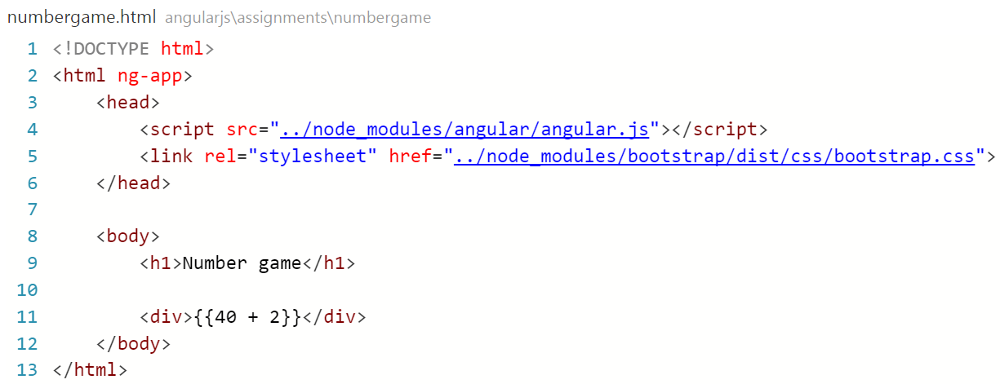 numbergame.html angularjs\assignments\numbergame
1 <!DOCTYPE html>
2 <html ng-app>
3     <head>
4         <script src="../node_modules/angular/angular.js"></script>
5         <link rel="stylesheet" href="../node_modules/bootstrap/dist/css/bootstrap.css">
6     </head>
7
8     <body>
9         <h1>Number game</h1>
10
11         <div>{{40 + 2}}</div>
12     </body>
13 </html>